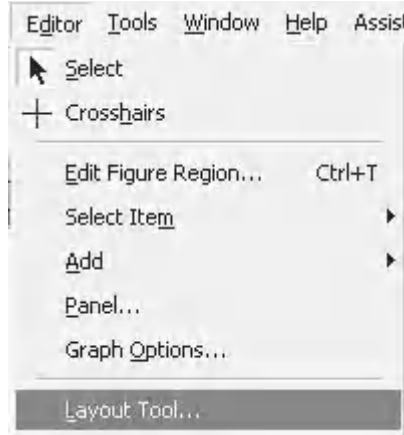 Editor Tools Window Help Assis
Select
Crosshairs
Edit Figure Region... Ctrl+T
Select Item
Add
Panel...
Graph Options...
Layout Tool...